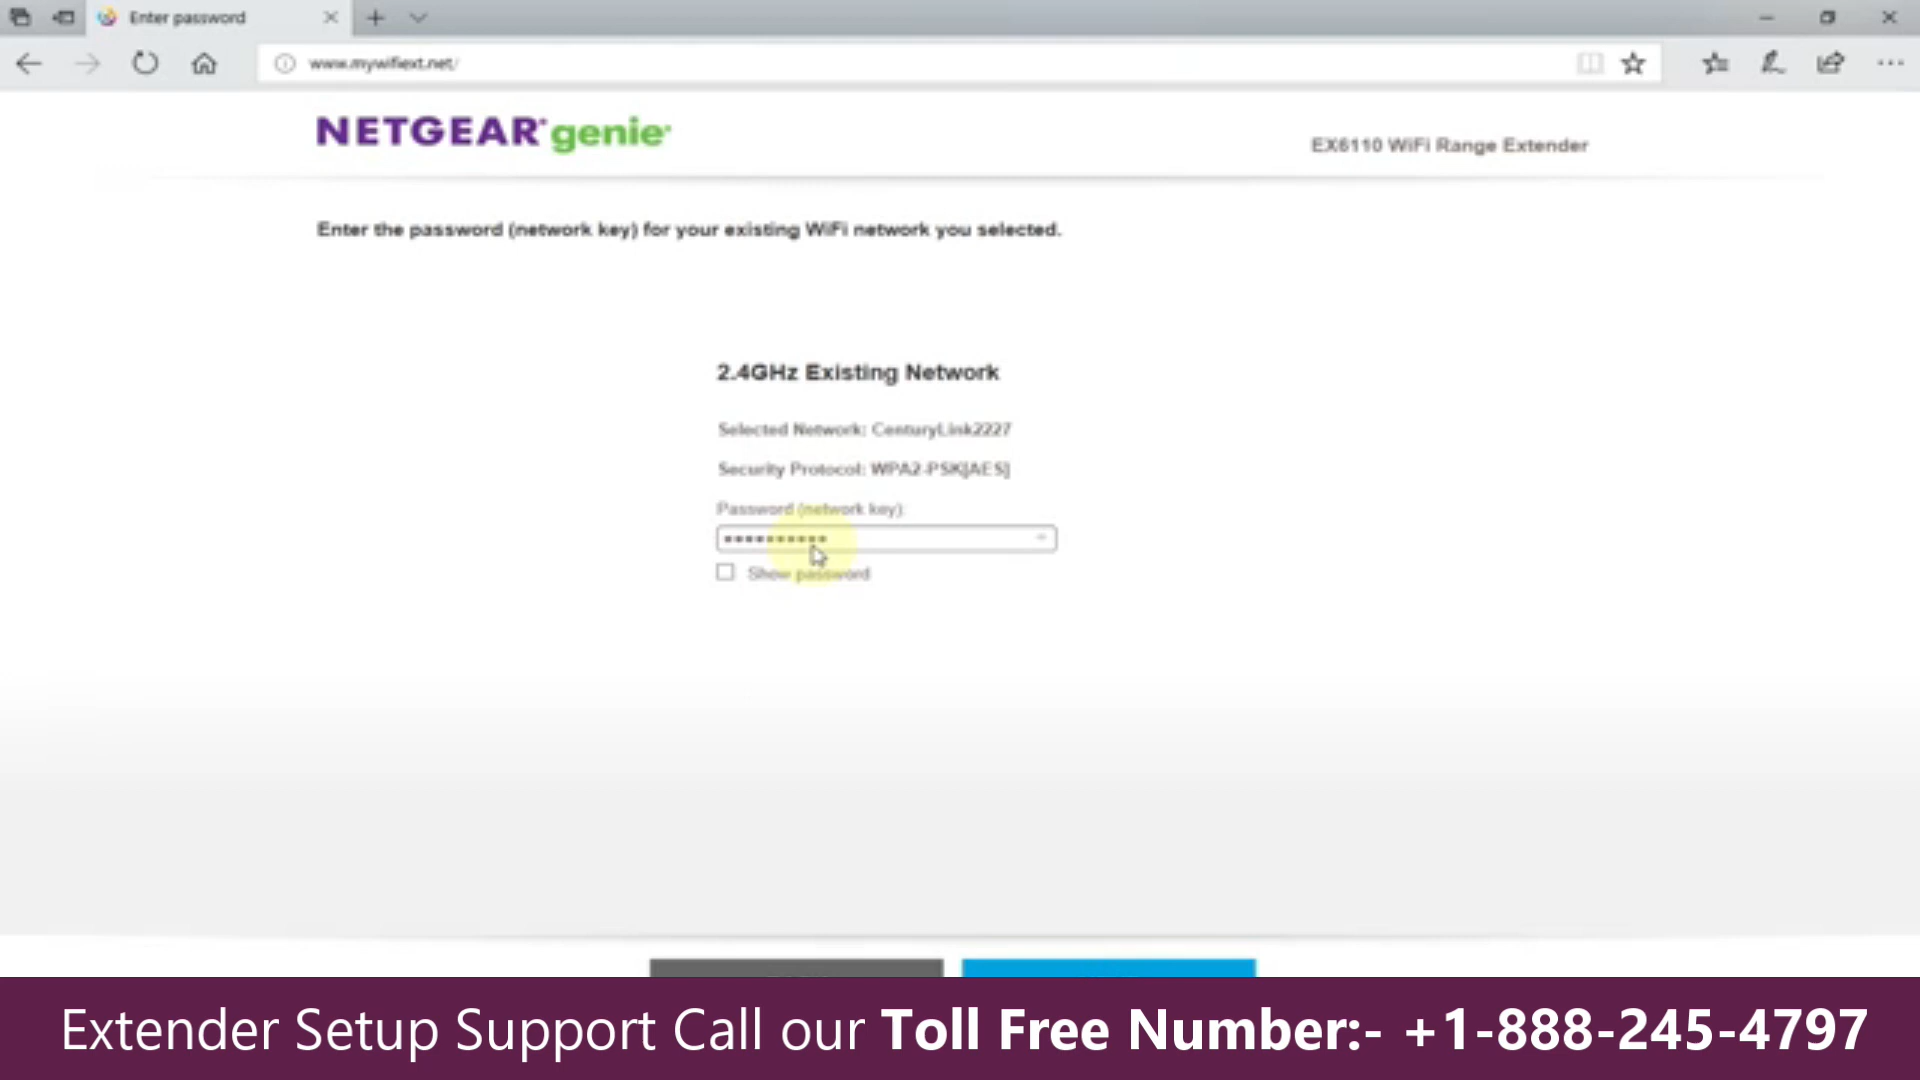 Enter password
www.mywifiext.net/
NETGEAR genie
EX6110 WiFi Range Extender
Enter the password (network key) for your existing WiFi network you selected.
2.4GHz Existing Network
Selected Network: CenturyLink2227
Security Protocol: WPA2-PSK[AES]
Password (network key):
••••••••••
Show password
Extender Setup Support Call our Toll Free Number:- +1-888-245-4797